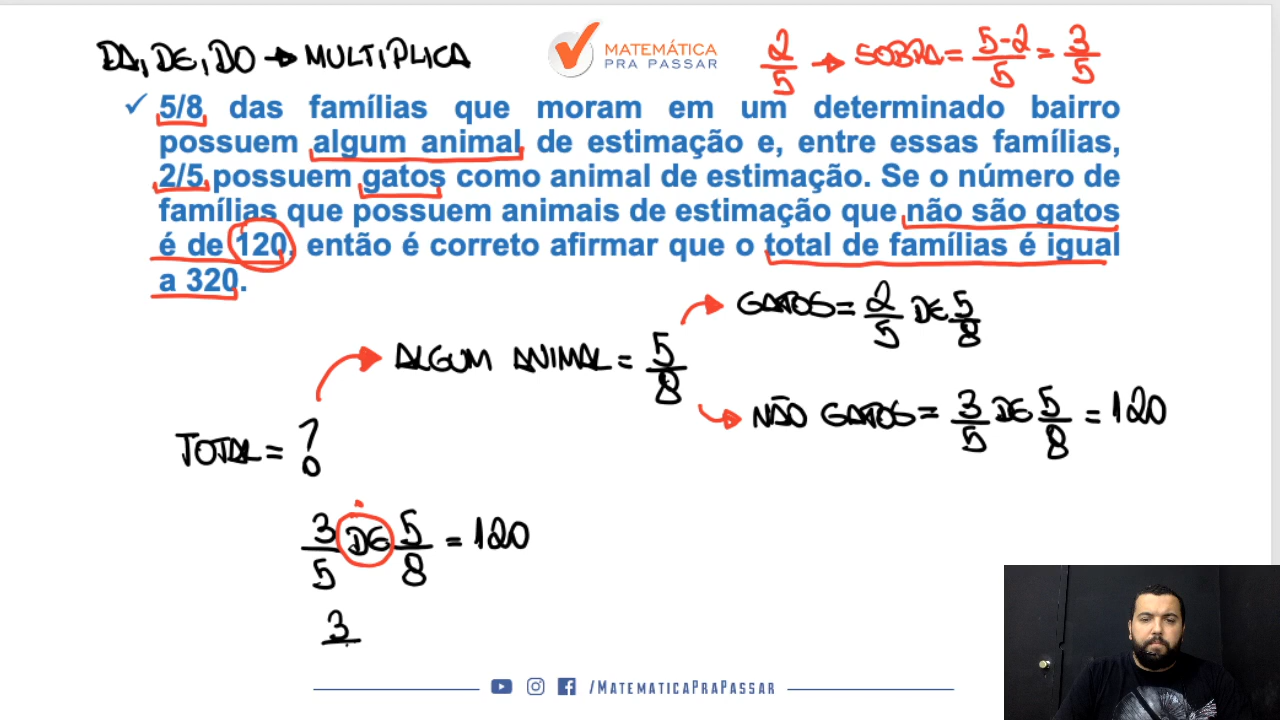 DA, DE, DO → MULTIPLICA
MATEMÁTICA
PRA PASSAR
2/5 → SOBRA = 5-2/5 = 3/5
✓ 5/8 das famílias que moram em um determinado bairro
possuem algum animal de estimação e, entre essas famílias,
2/5 possuem gatos como animal de estimação. Se o número de
famílias que possuem animais de estimação que não são gatos
é de 120, então é correto afirmar que o total de famílias é igual
a 320.
GATOS = 2/5 DE 5/8
ALGUM ANIMAL = 5/8
NÃO GATOS = 3/5 DE 5/8 = 120
TOTAL = ?
3/5 DE 5/8 = 120
3
/MatematicaPraPassar